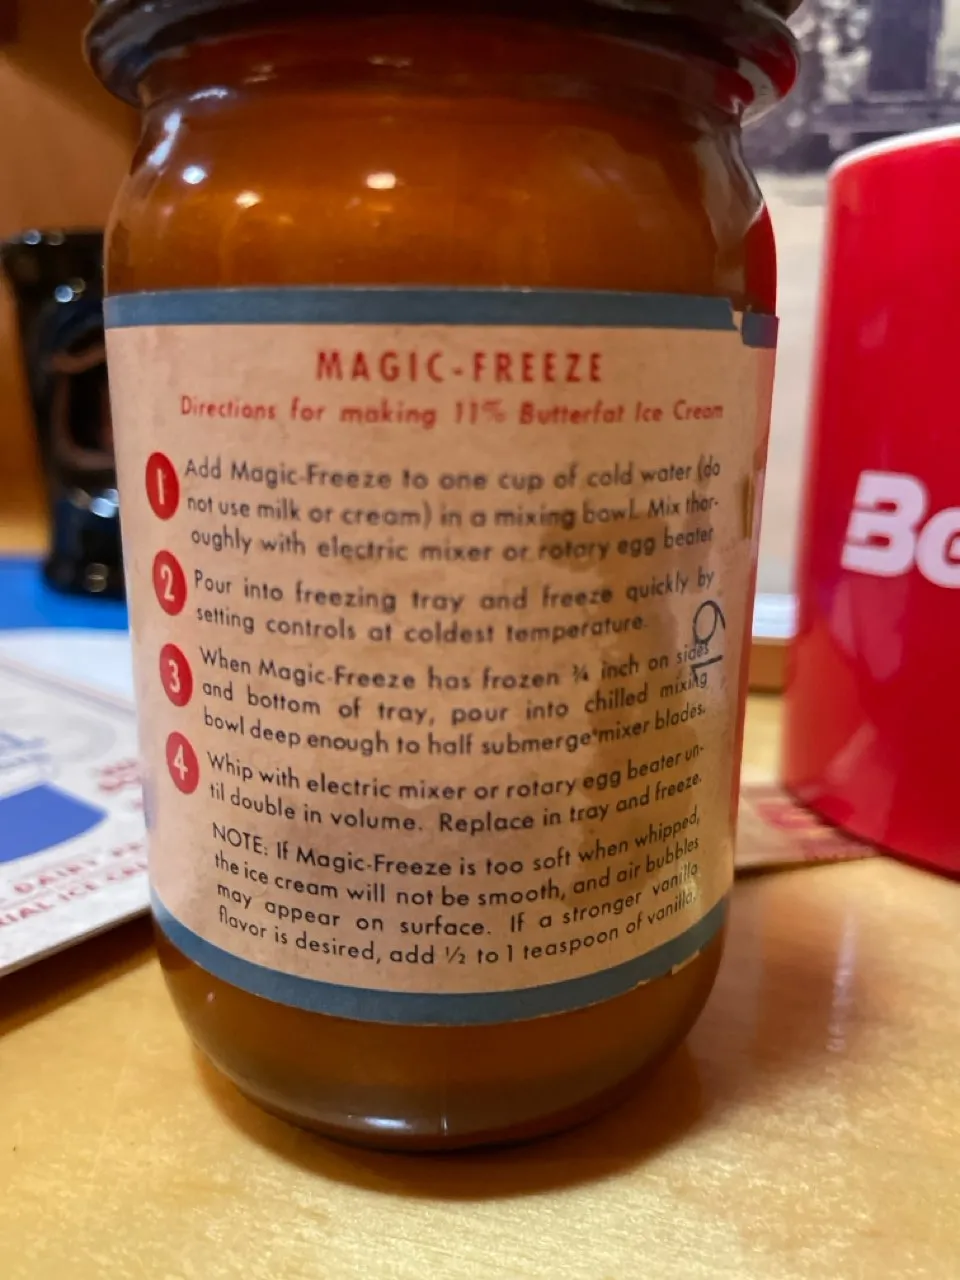 MAGIC-FREEZE
Directions for making 11% Butterfat Ice Cream
1 Add Magic-Freeze to one cup of cold water (do
not use milk or cream) in a mixing bowl. Mix thor-
oughly with electric mixer or rotary egg beater
2 Pour into freezing tray and freeze quickly by
setting controls at coldest temperature.
3 When Magic-Freeze has frozen ¾ inch on sides
and bottom of tray, pour into chilled mixing
bowl deep enough to half submerge mixer blades.
4 Whip with electric mixer or rotary egg beater un-
til double in volume. Replace in tray and freeze.
NOTE: If Magic-Freeze is too soft when whipped,
the ice cream will not be smooth, and air bubbles
may appear on surface. If a stronger vanilla
flavor is desired, add ½ to 1 teaspoon of vanilla.